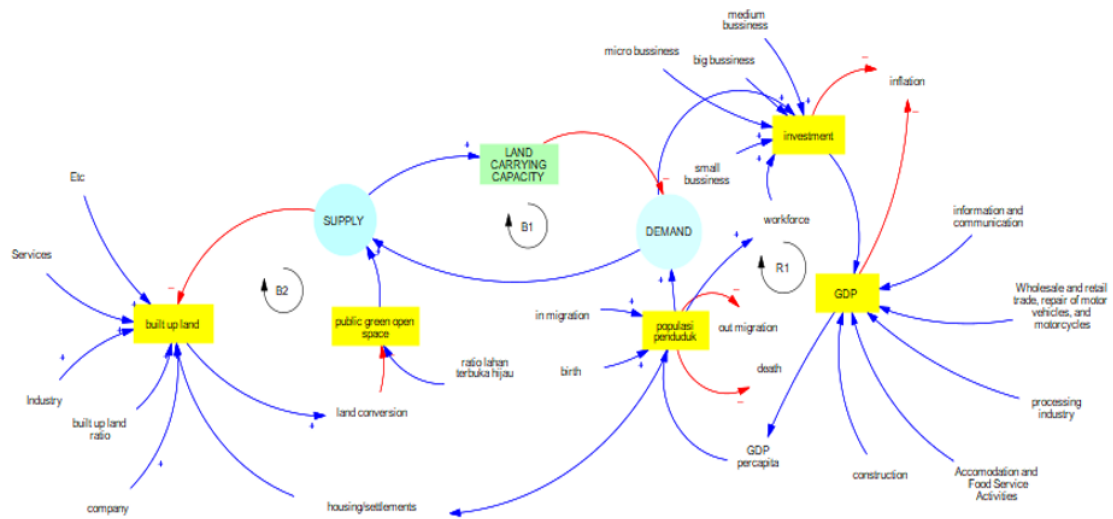 medium
bussiness
micro bussiness
big bussiness
inflation
investment
LAND
CARRYING
CAPACITY
small
bussiness
Etc
SUPPLY
B1
DEMAND
workforce
information and
communication
Services
B2
R1
GDP
Wholesale and retail
trade, repair of motor
vehicles, and
motorcycles
built up land
public green open
space
in migration
populasi
penduduk
out migration
ratio lahan
terbuka hijau
birth
death
Industry
built up land
ratio
land conversion
processing
industry
GDP
percapita
construction
Accomodation and
Food Service
Activities
company
housing/settlements